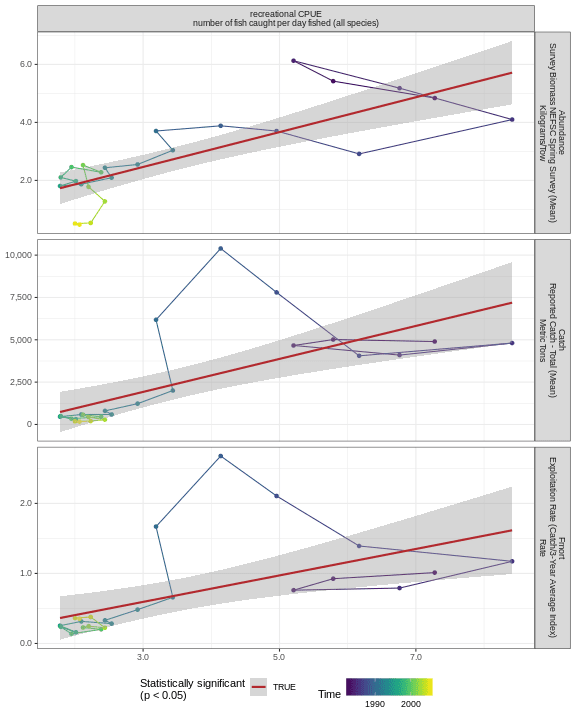 recreational CPUE
number of fish caught per day fished (all species)
6.0
4.0
2.0
Abundance
Survey Biomass NEFSC Spring Survey (Mean)
Kilograms/Tow
10,000
7,500
5,000
2,500
0
Catch
Reported Catch - Total (Mean)
Metric Tons
2.0
1.0
0.0
Fmort
Exploitation Rate (Catch/3-Year Average Index)
Rate
3.0
5.0
7.0
Statistically significant
(p < 0.05)
TRUE
Time
1990
2000